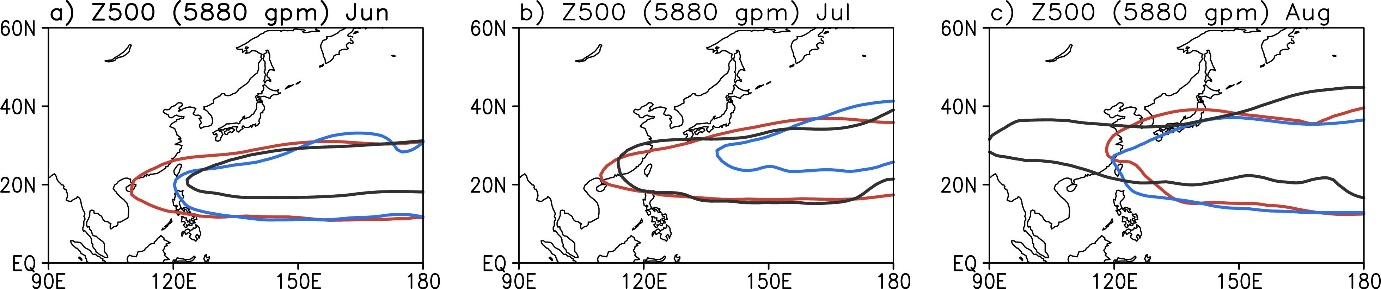 a) Z500 (5880 gpm) Jun
60N
40N
20N
EQ
90E 120E 150E 180
b) Z500 (5880 gpm) Jul
60N
40N
20N
EQ
90E 120E 150E 180
c) Z500 (5880 gpm) Aug
60N
40N
20N
EQ
90E 120E 150E 180